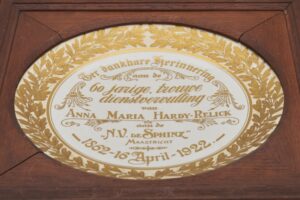 Ter dankbare Herinnering
aan de
60 jarige, trouwe
dienstvervulling
van
Anna Maria Hardy-Relick
aan de
N.V. de Sphinx
Maastricht
1862-16 April-1922.